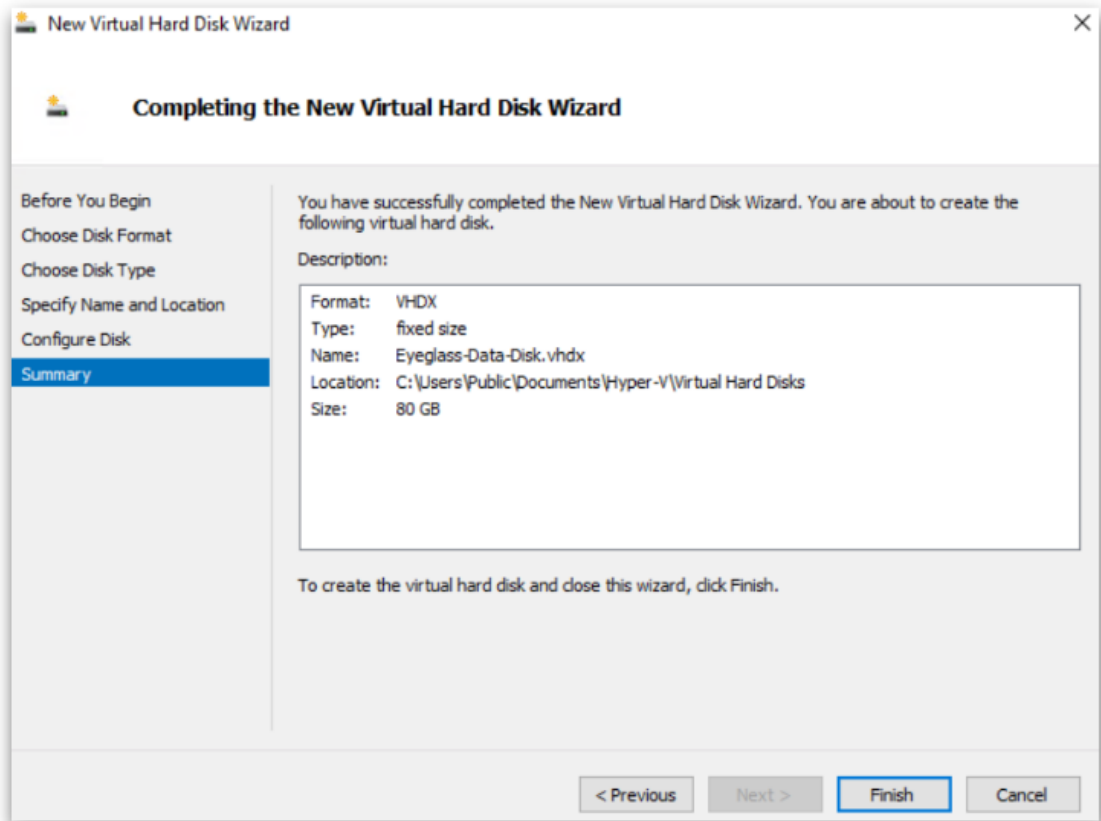 New Virtual Hard Disk Wizard
Completing the New Virtual Hard Disk Wizard
Before You Begin
Choose Disk Format
Choose Disk Type
Specify Name and Location
Configure Disk
Summary
You have successfully completed the New Virtual Hard Disk Wizard. You are about to create the
following virtual hard disk.
Description:
Format: VHDX
Type: fixed size
Name: Eyeglass-Data-Disk.vhdx
Location: C:\Users\Public\Documents\Hyper-V\Virtual Hard Disks
Size: 80 GB
To create the virtual hard disk and close this wizard, click Finish.
< Previous
Next >
Finish
Cancel